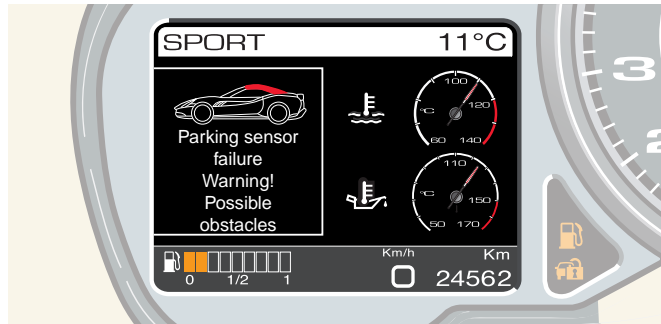 SPORT 11°C
Parking sensor
failure
Warning!
Possible
obstacles
100
°C 120
60 140
110
°C 150
50 170
0 1/2 1
Km/h Km
0 24562
3
2